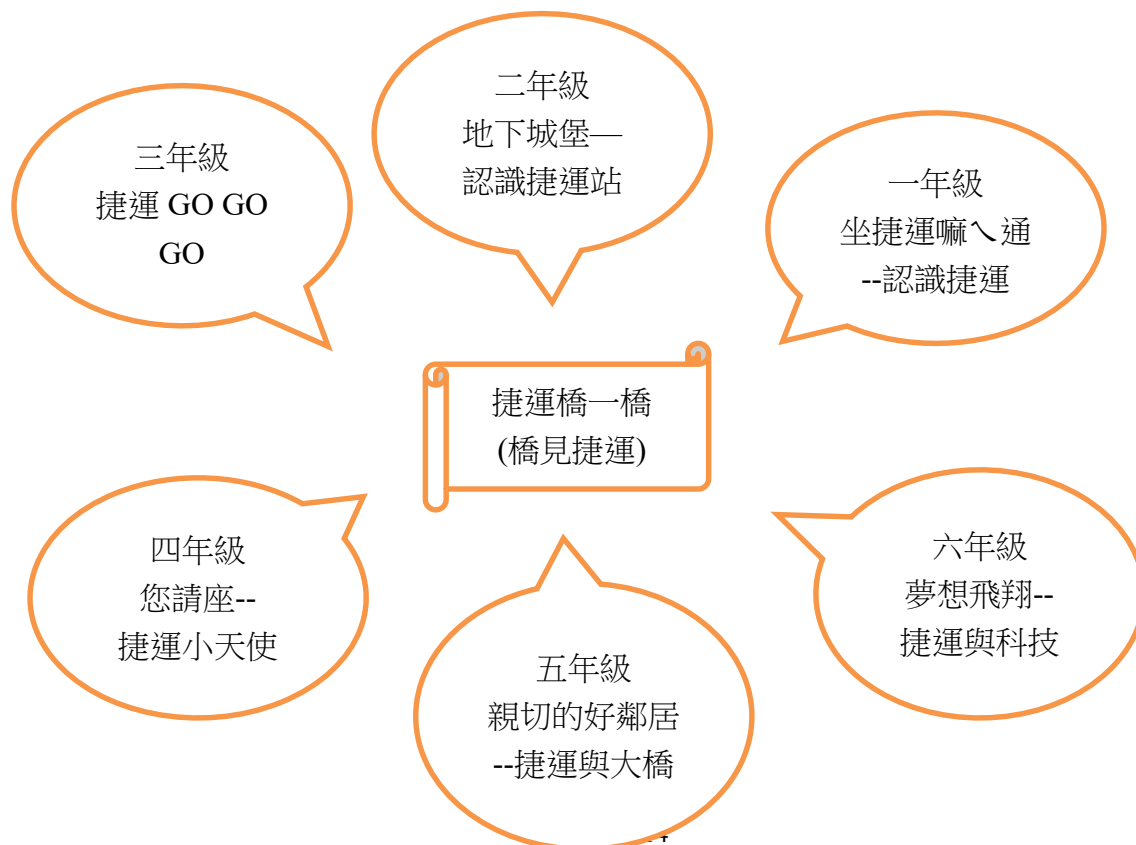 二年級
地下城堡—
認識捷運站
三年級
捷運 GO GO
GO
一年級
坐捷運嘛ㄟ通
--認識捷運
捷運橋一橋
(橋見捷運)
四年級
您請座--
捷運小天使
六年級
夢想飛翔--
捷運與科技
五年級
親切的好鄰居
--捷運與大橋